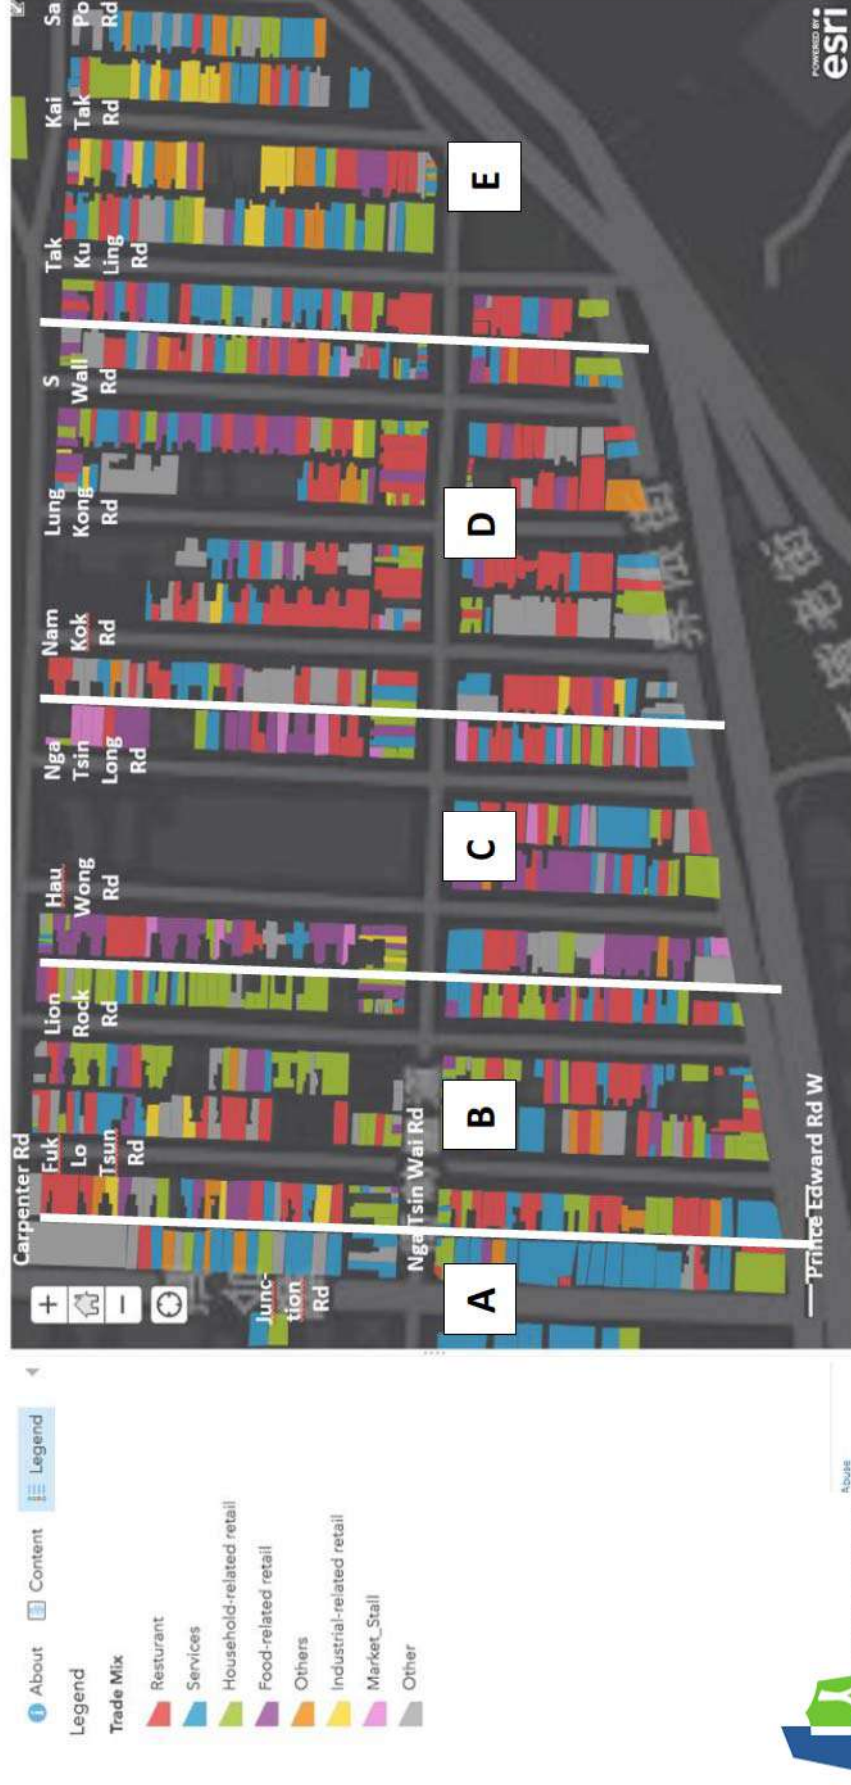 About
Content
Legend
Legend
Trade Mix
Resturant
Services
Household-related retail
Food-related retail
Others
Industrial-related retail
Market_Stall
Other
Carpenter Rd
Junc-
tion
Rd
Fuk
Lo
Tsun
Rd
Lion
Rock
Rd
Hau
Wong
Rd
Nga
Tsin
Long
Rd
Nam
Kok
Rd
Lung
Kong
Rd
S
Wall
Rd
Tak
Ku
Ling
Rd
Kai
Tak
Rd
Sa
Po
Rd
Nga Tsin Wai Rd
A
B
C
D
E
Prince Edward Rd W
POWERED BY
esri
Abuse